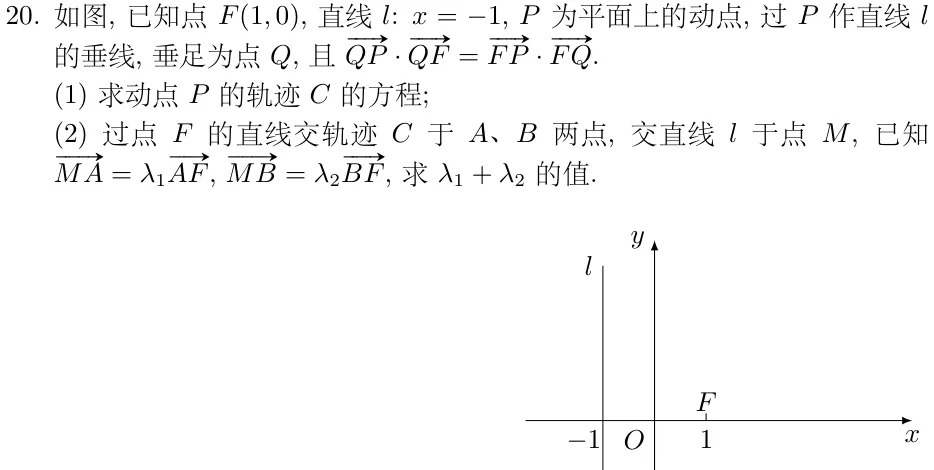 20. 如图, 已知点 F(1,0), 直线 l: x = −1, P 为平面上的动点, 过 P 作直线 l
的垂线, 垂足为点 Q, 且 $\overrightarrow{QP} \cdot \overrightarrow{QF} = \overrightarrow{FP} \cdot \overrightarrow{FQ}$.
(1) 求动点 P 的轨迹 C 的方程;
(2) 过点 F 的直线交轨迹 C 于 A、B 两点, 交直线 l 于点 M, 已知
$\overrightarrow{MA} = \lambda_1 \overrightarrow{AF}$, $\overrightarrow{MB} = \lambda_2 \overrightarrow{BF}$, 求 λ₁ + λ₂ 的值.
y
l
F
−1 O 1 x